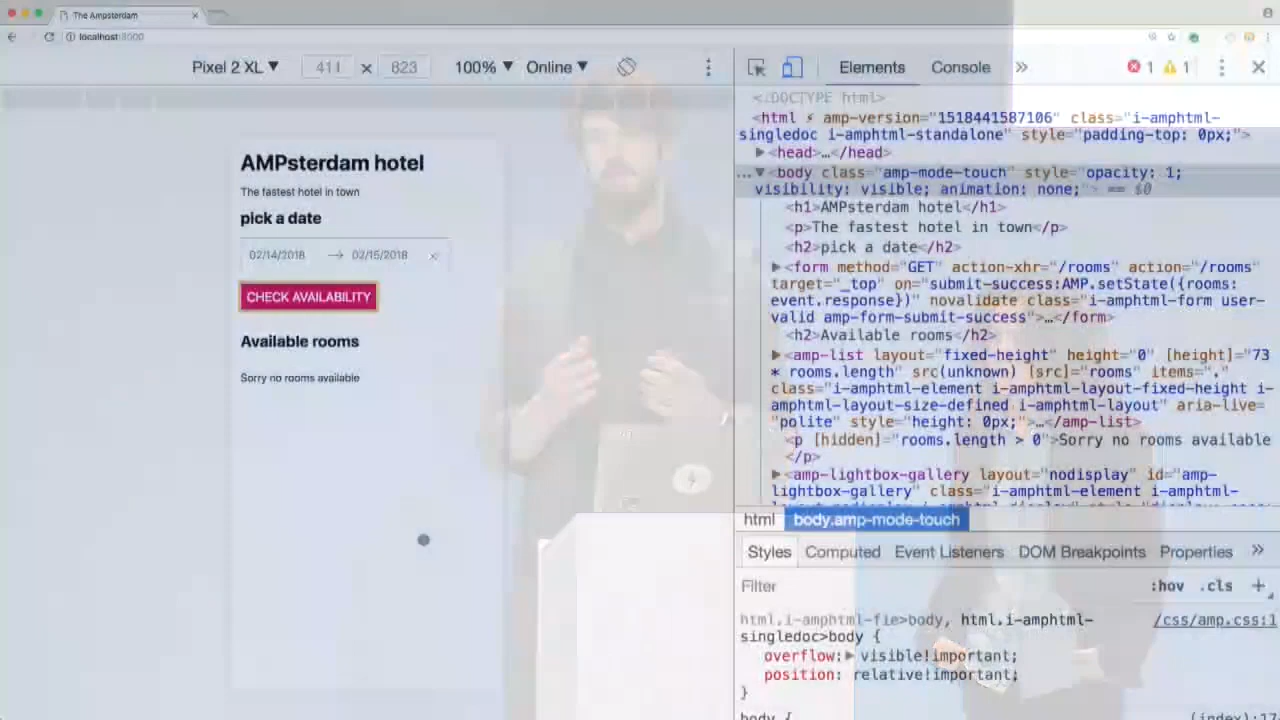 The Ampsterdam
localhost:3000
Pixel 2 XL ▼ 411 × 823 100% ▼ Online ▼
Elements Console » 1 1
<!DOCTYPE html>
<html ⚡ amp-version="1518441587106" class="i-amphtml-
singledoc i-amphtml-standalone" style="padding-top: 0px;">
▶<head>…</head>
…▼<body class="amp-mode-touch" style="opacity: 1;
visibility: visible; animation: none;"> == $0
<h1>AMPsterdam hotel</h1>
<p>The fastest hotel in town</p>
<h2>pick a date</h2>
▶<form method="GET" action-xhr="/rooms" action="/rooms"
target="_top" on="submit-success:AMP.setState({rooms:
event.response})" novalidate class="i-amphtml-form user-
valid amp-form-submit-success">…</form>
<h2>Available rooms</h2>
▶<amp-list layout="fixed-height" height="0" [height]="73
* rooms.length" src(unknown) [src]="rooms" items="."
class="i-amphtml-element i-amphtml-layout-fixed-height i-
amphtml-layout-size-defined i-amphtml-layout" aria-live=
"polite" style="height: 0px;">…</amp-list>
<p [hidden]="rooms.length > 0">Sorry no rooms available
</p>
▶<amp-lightbox-gallery layout="nodisplay" id="amp-
lightbox-gallery" class="i-amphtml-element i-amphtml-
html body.amp-mode-touch
Styles Computed Event Listeners DOM Breakpoints Properties »
Filter :hov .cls +
html.i-amphtml-fie>body, html.i-amphtml- /css/amp.css:1
singledoc>body {
overflow:▶ visible!important;
position: relative!important;
}
body { (index):17
AMPsterdam hotel
The fastest hotel in town
pick a date
02/14/2018 → 02/15/2018 ×
CHECK AVAILABILITY
Available rooms
Sorry no rooms available